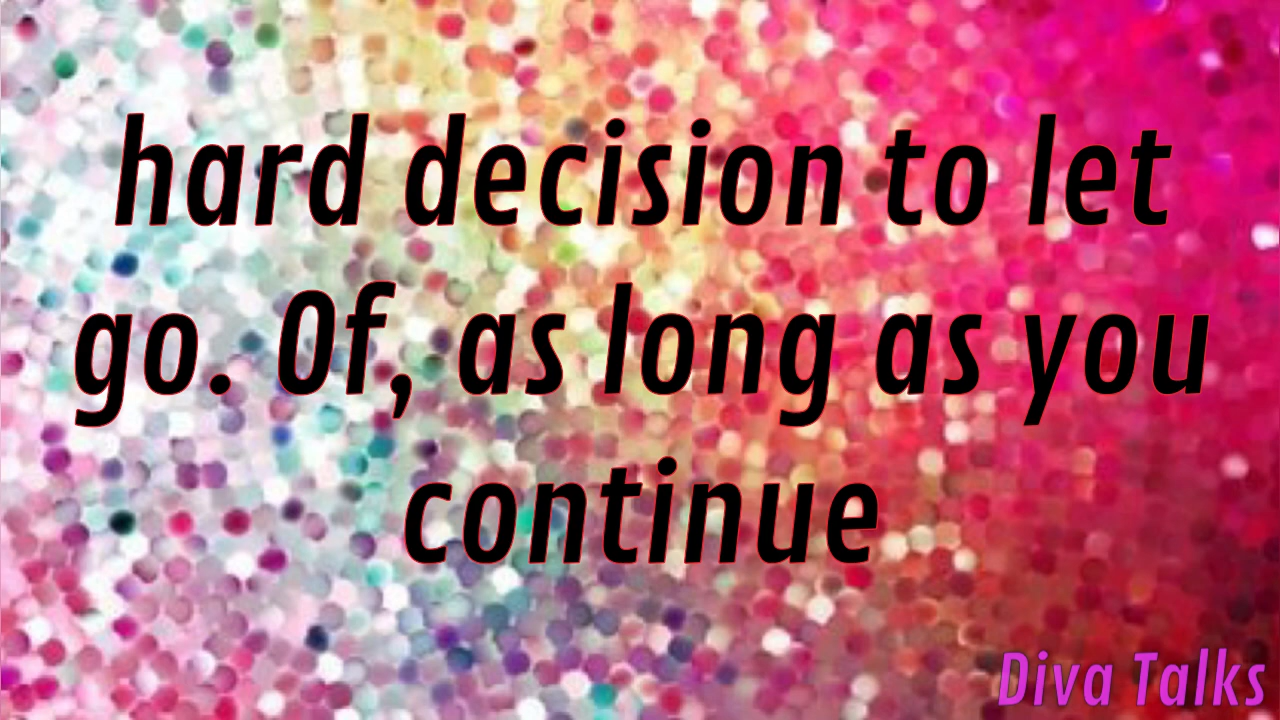 hard decision to let
go. Of, as long as you
continue
Diva Talks